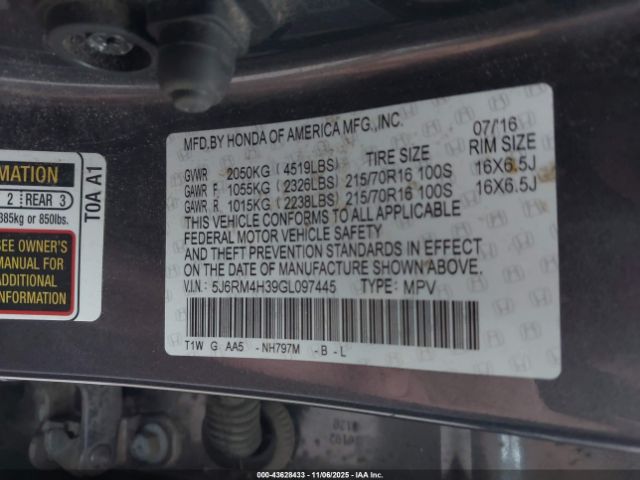 MFD.BY HONDA OF AMERICA MFG.,INC. 07/'16
GVWR 2050KG (4519LBS) TIRE SIZE RIM SIZE
GAWR F 1055KG (2326LBS) 215/70R16 100S 16X6.5J
GAWR R 1015KG (2238LBS) 215/70R16 100S 16X6.5J
THIS VEHICLE CONFORMS TO ALL APPLICABLE
FEDERAL MOTOR VEHICLE SAFETY
AND THEFT PREVENTION STANDARDS IN EFFECT
ON THE DATE OF MANUFACTURE SHOWN ABOVE.
V.I.N.: 5J6RM4H39GL097445 TYPE: MPV
T1W G AA5 -NH797M -B-L
MATION
2 REAR 3
385kg or 850lbs.
SEE OWNER'S
MANUAL FOR
ADDITIONAL
INFORMATION
T0A A1
000-43628433 - 11/06/2025 - IAA Inc.